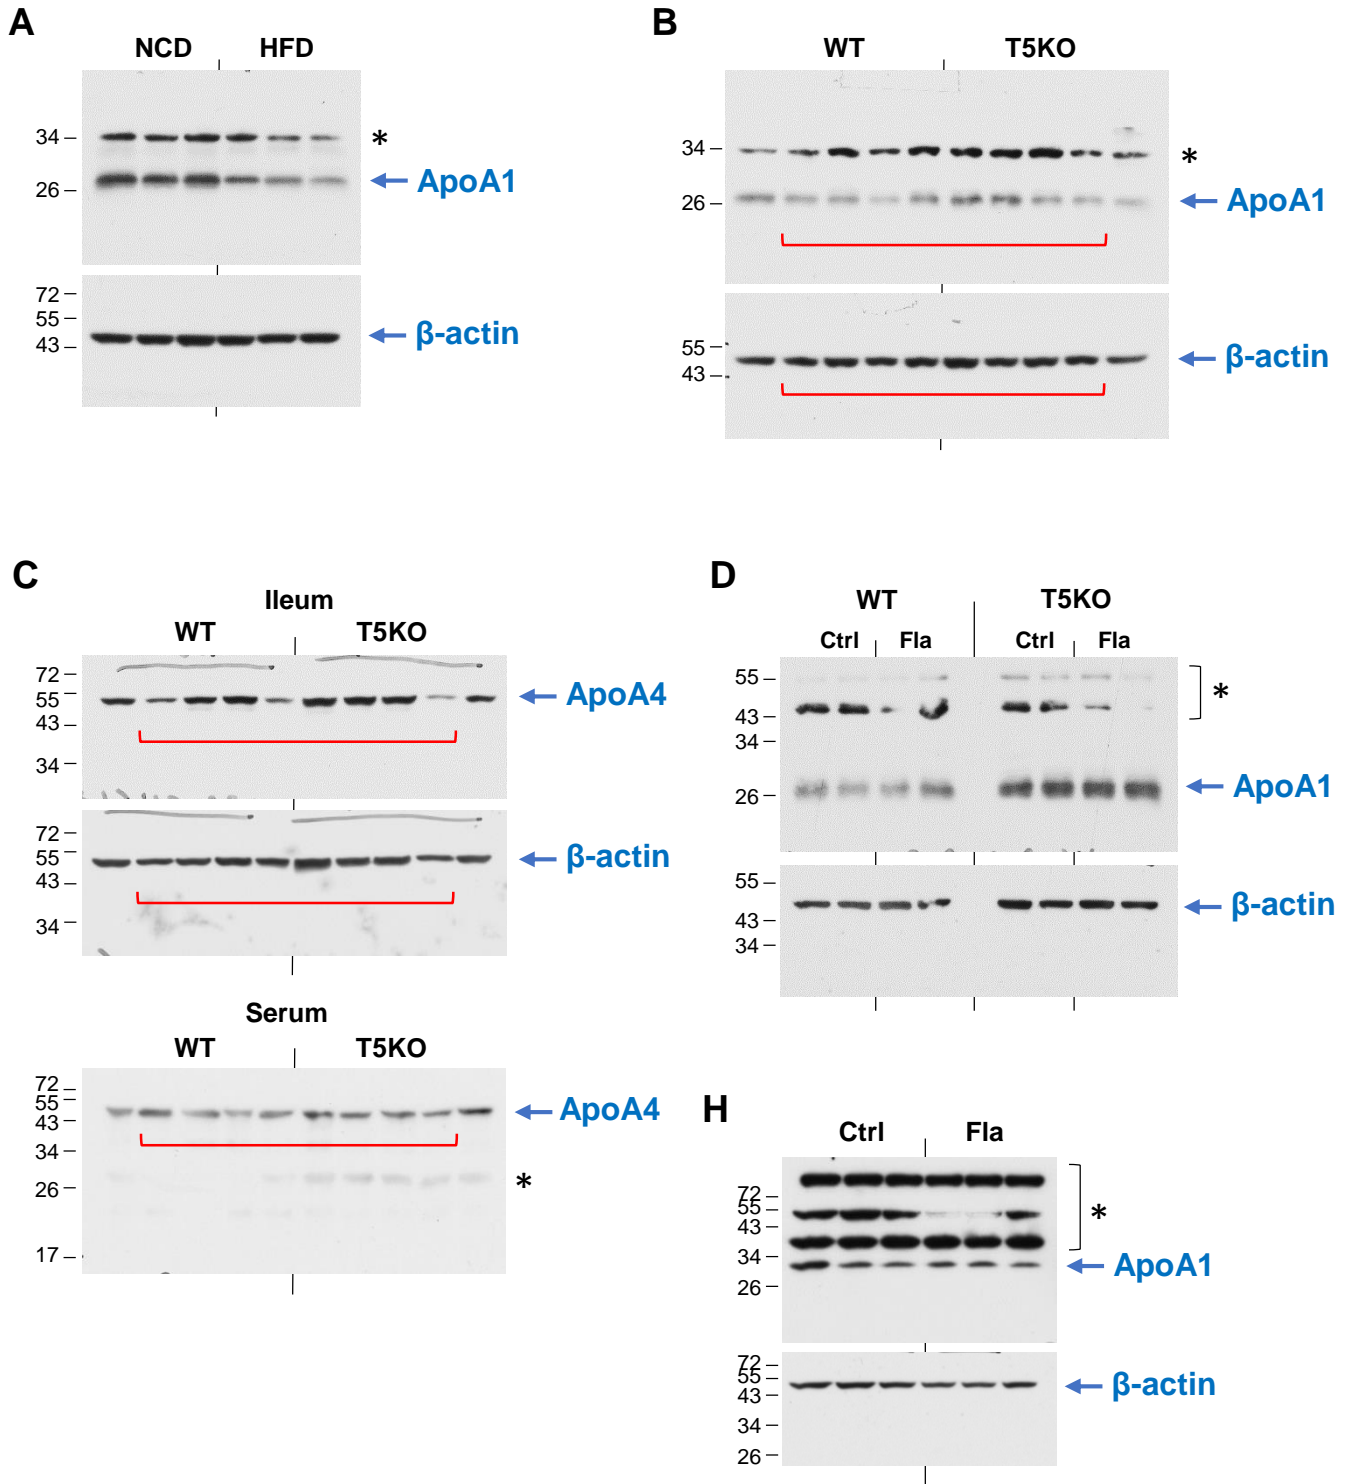 A
NCD HFD
34
*
ApoA1
26
72
55
43
β-actin
B
WT T5KO
34
*
26
ApoA1
55
43
β-actin
C
Ileum
WT T5KO
72
55
43
34
ApoA4
72
55
43
34
β-actin
Serum
WT T5KO
72
55
43
34
26
17
ApoA4
*
D
WT T5KO
Ctrl Fla Ctrl Fla
55
43
34
26
*
ApoA1
55
43
34
β-actin
H
Ctrl Fla
72
55
43
34
26
*
ApoA1
72
55
43
34
26
β-actin